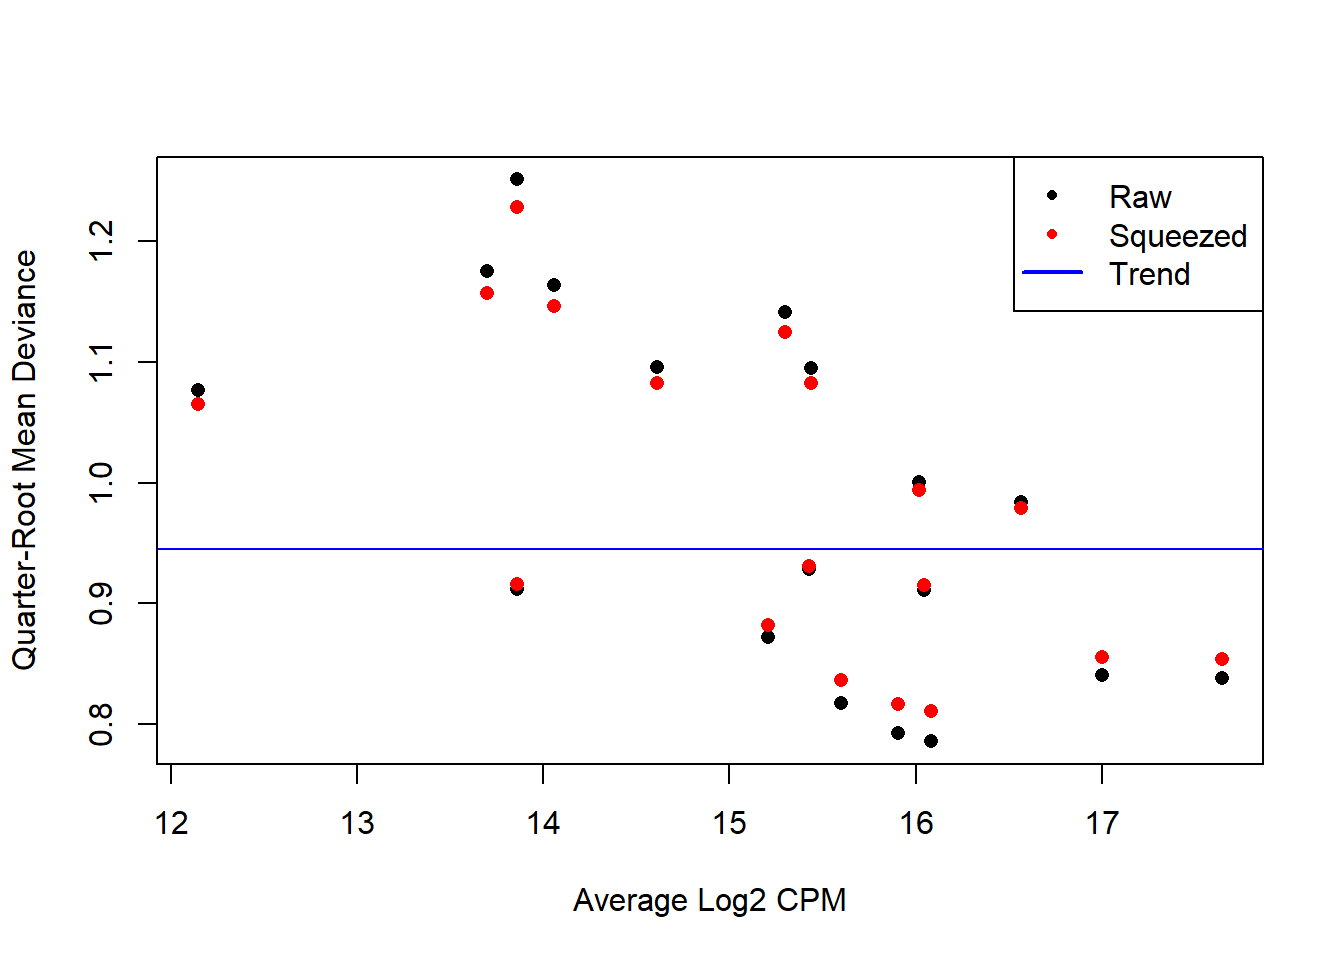 Raw
Squeezed
Trend
Quarter-Root Mean Deviance
1.2
1.1
1.0
0.9
0.8
12 13 14 15 16 17
Average Log2 CPM